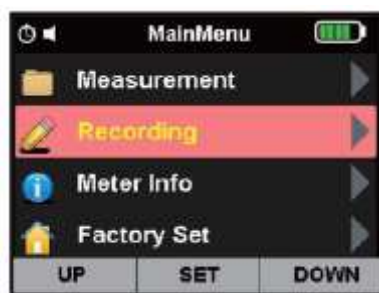 MainMenu
Measurement
Recording
Meter Info
Factory Set
UP SET DOWN